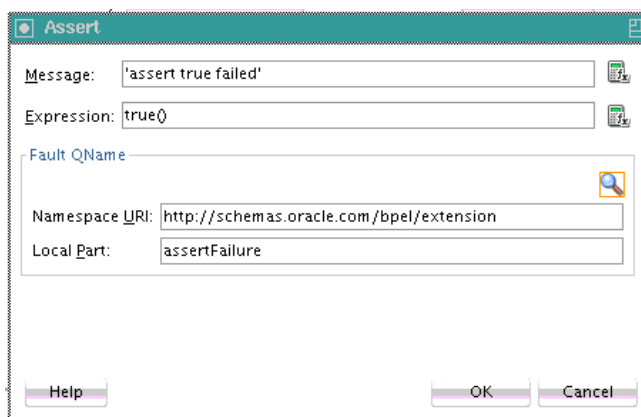 Assert
Message: 'assert true failed'
Expression: true()
Fault QName
Namespace URI: http://schemas.oracle.com/bpel/extension
Local Part: assertFailure
Help OK Cancel